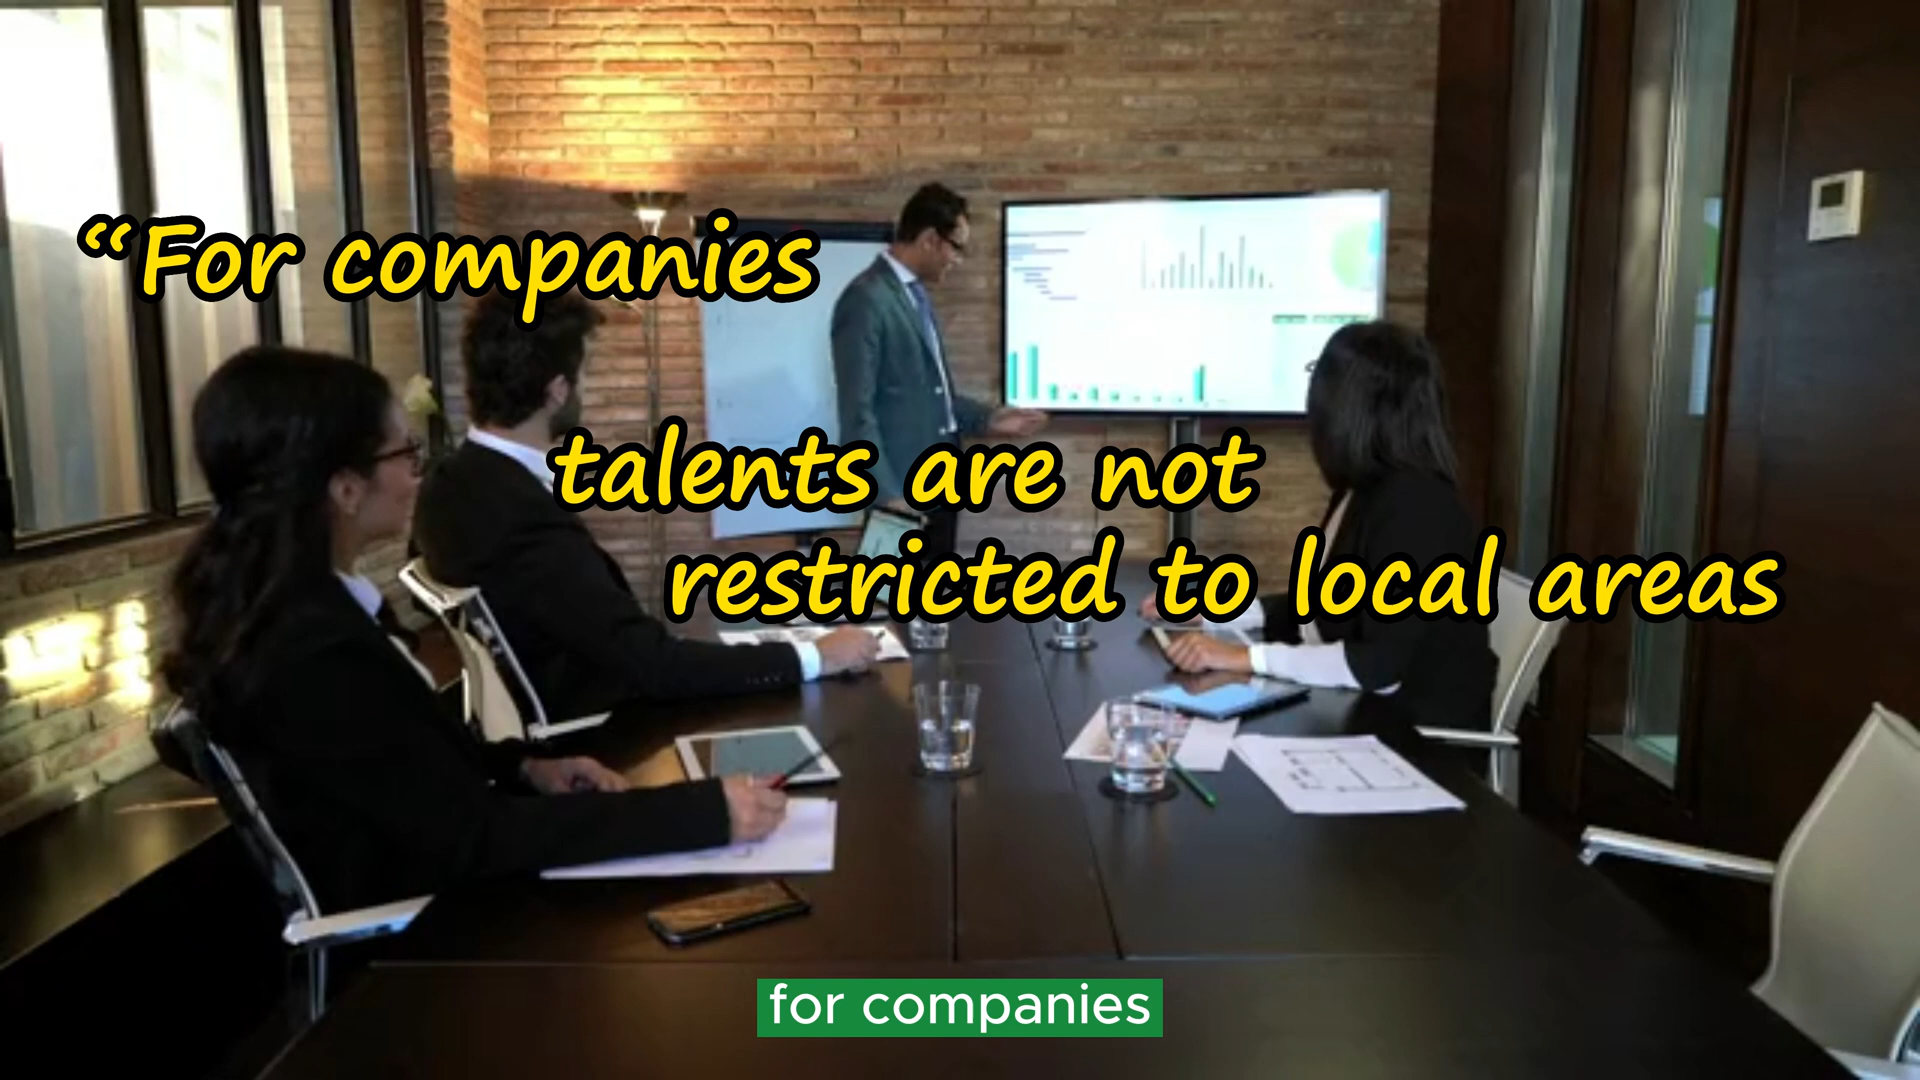 “For companies
talents are not
restricted to local areas
for companies